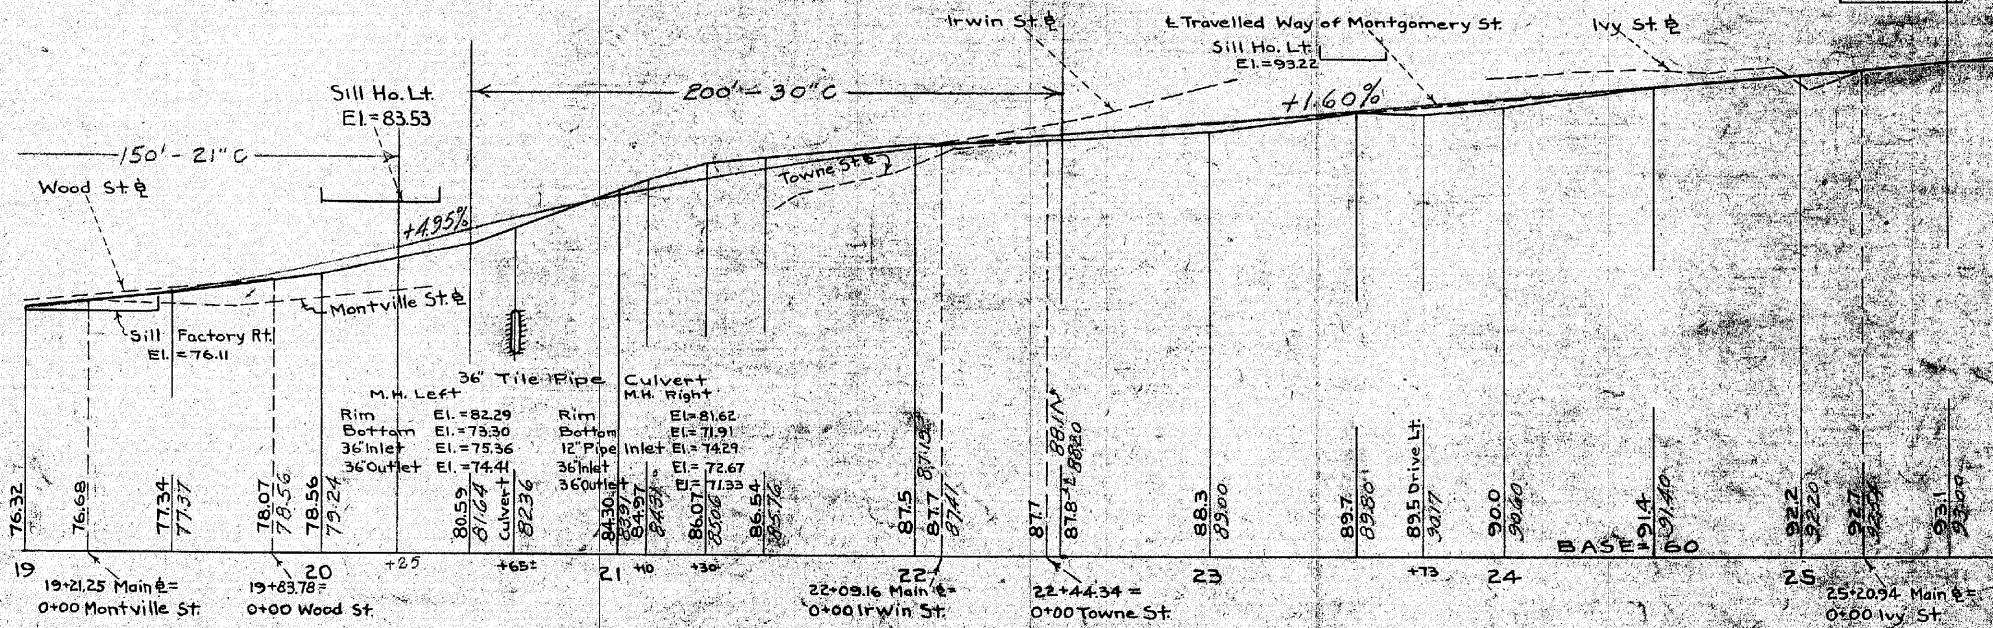 Irwin St. ℄
℄ Travelled Way of Montgomery St.
Ivy St. ℄
Sill Ho. Lt.
El.=93.22
Sill Ho. Lt.
El.=83.53
200' - 30"C
+1.60%
150' - 21"C
Wood St ℄
Towne St ℄
+4.95%
Montville St ℄
Sill Factory Rt.
El.=76.11
36" Tile Pipe Culvert
M.H. Left
Rim El.=82.29
Bottom El.=73.30
36"Inlet El.=75.36
36"Outlet El.=74.41
M.H. Right
Rim El=81.62
Bottom El=71.91
12"Pipe Inlet El=74.29
36"Inlet El=72.67
36"Outlet El=71.33
76.32
76.68
77.34
77.37
78.07
78.56
78.56
79.24
80.59
81.64
Culvert
82.36
84.30
83.91
84.97
86.07
86.54
87.5
87.7
87.41
87.7
87.8
88.20
88.3
89.00
89.7
89.80
89.5 Drive Lt.
90.17
90.0
90.60
91.4
91.40
92.2
92.20
92.7
93.1
BASE=60
19
20
+25
+65±
21
+10
+30
22
23
+73
24
25
19+21.25 Main ℄=
0+00 Montville St.
19+83.78=
0+00 Wood St.
22+09.16 Main ℄=
0+00 Irwin St.
22+44.34 =
0+00 Towne St.
25+20.94 Main ℄=
0+00 Ivy St.